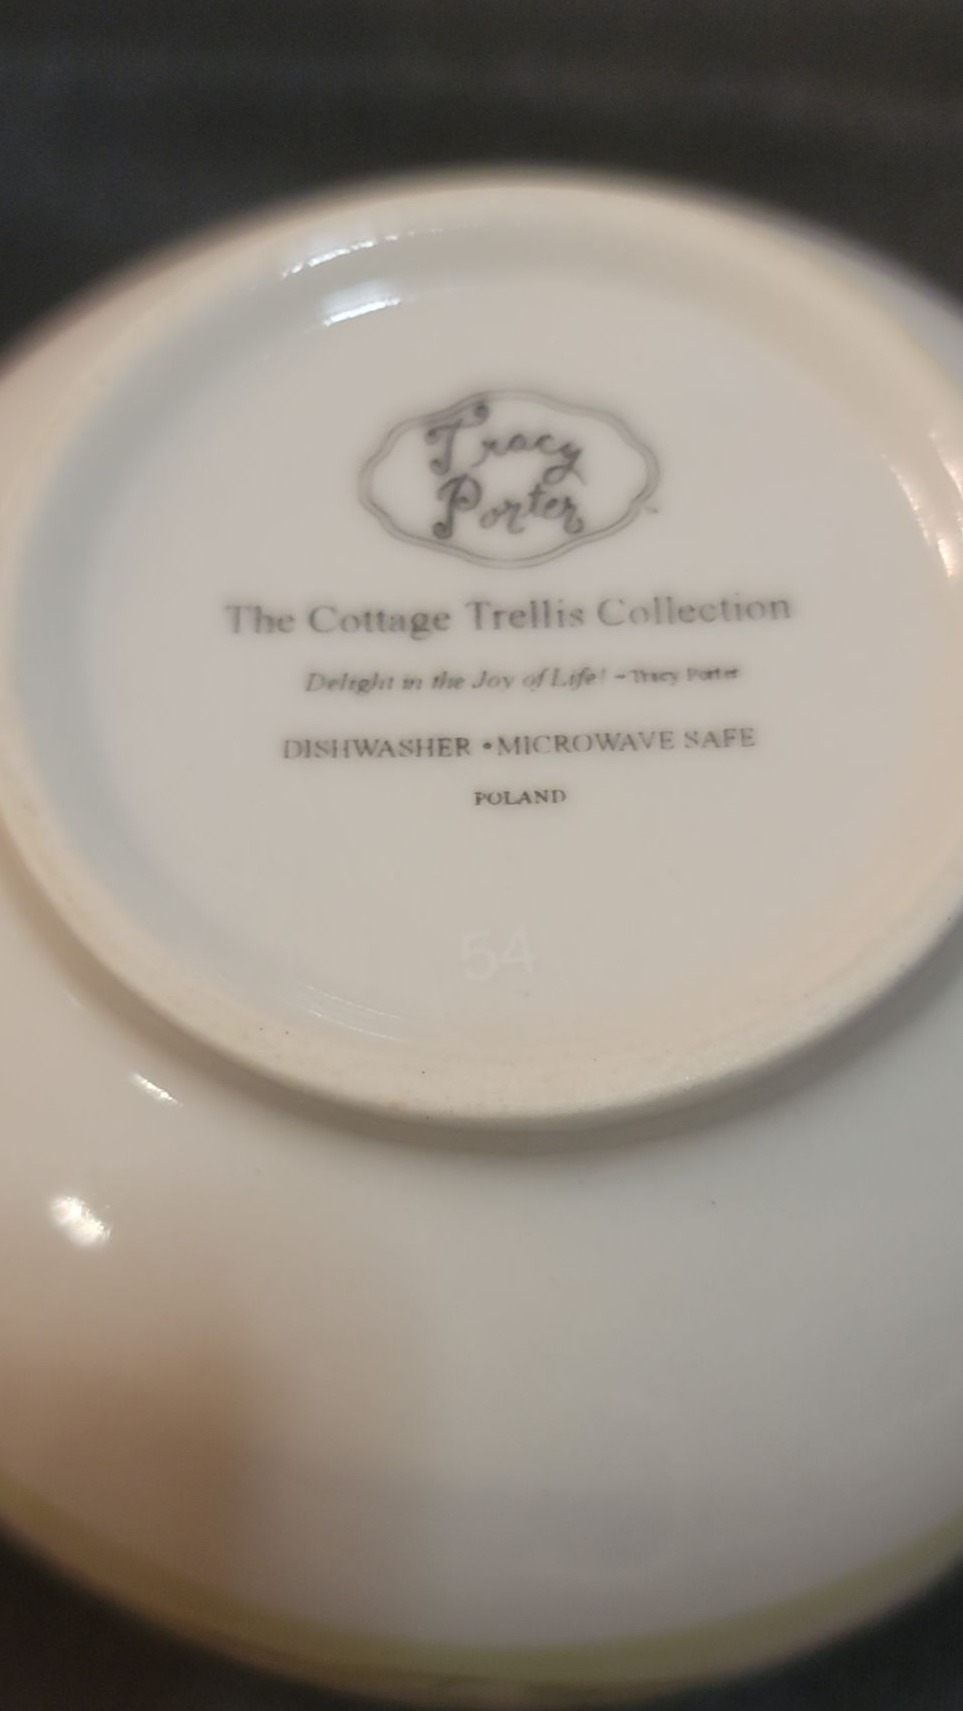 Tracy
Porter
The Cottage Trellis Collection
Delight in the Joy of Life! ~ Tracy Porter
DISHWASHER • MICROWAVE SAFE
POLAND
54